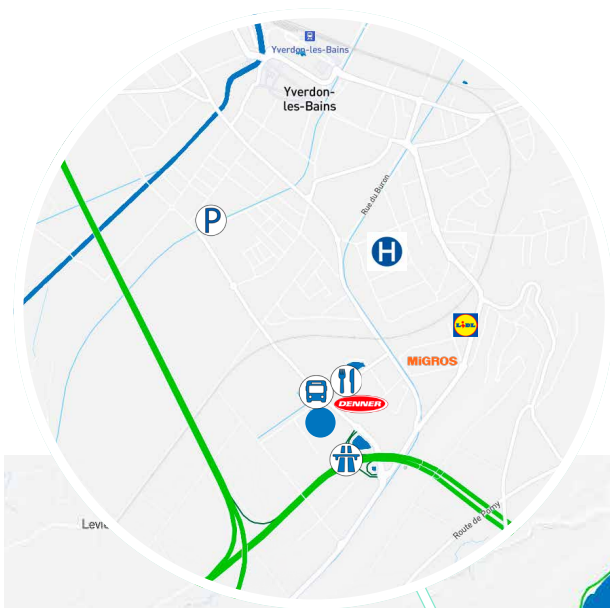 Yverdon-les-Bains
Yverdon-
les-Bains
Rue du Buron
P
H
LIDL
MIGROS
DENNER
Route de Pomy